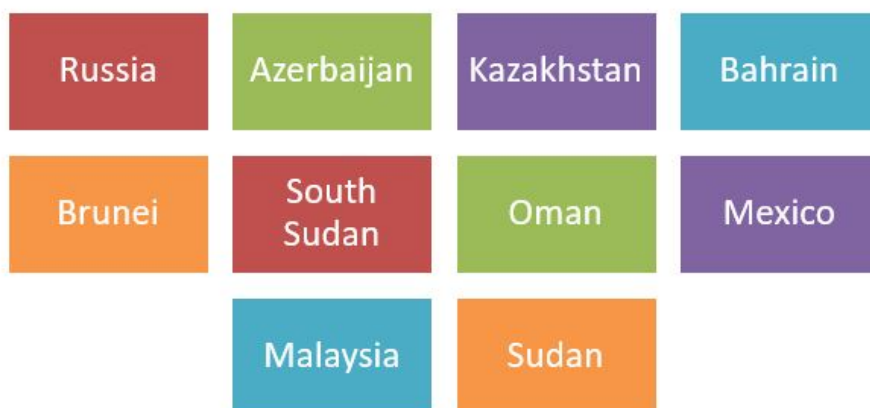 Russia
Azerbaijan
Kazakhstan
Bahrain
Brunei
South
Sudan
Oman
Mexico
Malaysia
Sudan